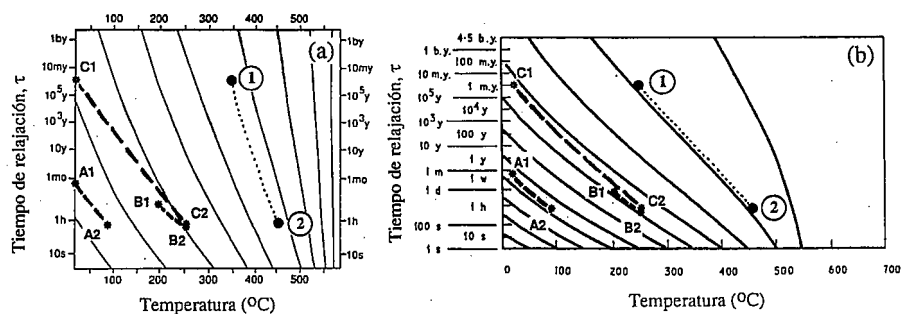 0 100 200 300 400 500
(a)
1by
10my
10⁵y
10³y
10y
1mo
1h
10s
1by
10my
10⁵y
10³y
10y
1mo
1h
10s
C1
1
A1
B1
C2
A2
B2
2
100 200 300 400 500
Tiempo de relajación, τ
Temperatura (ºC)
(b)
4·5 b.y.
1 b.y.
100 m.y.
10 m.y.
1 m.y.
10⁵y
10⁴y
10³y
100 y
10 y
1 y
1 m
1 w
1 d
1 h
100 s
10 s
1 s
C1
1
A1
B1
C2
A2
B2
2
0 100 200 300 400 500 600 700
Tiempo de relajación, τ
Temperatura (ºC)